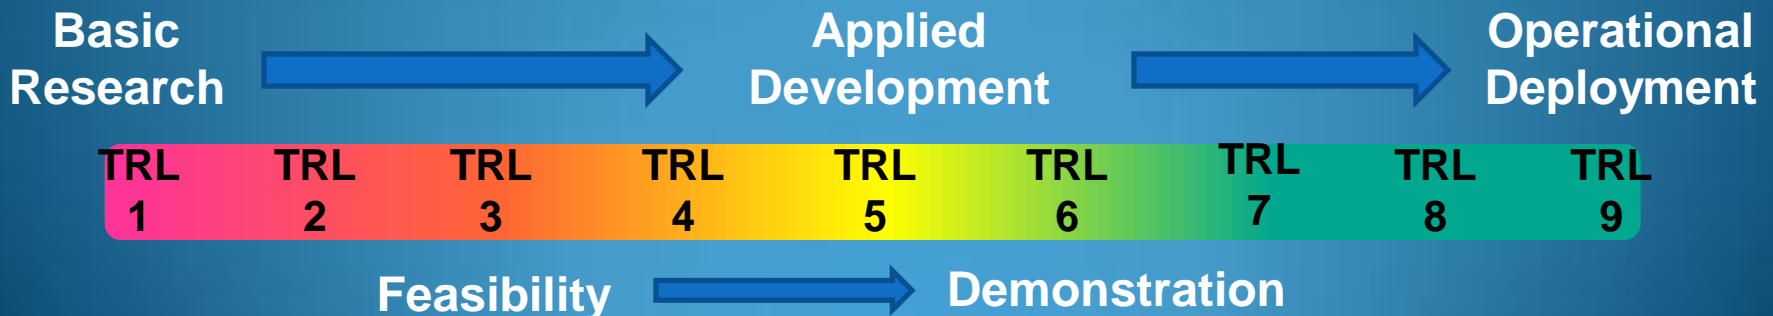 Basic
Research
Applied
Development
Operational
Deployment
TRL TRL TRL TRL TRL TRL TRL TRL TRL
1 2 3 4 5 6 7 8 9
Feasibility Demonstration